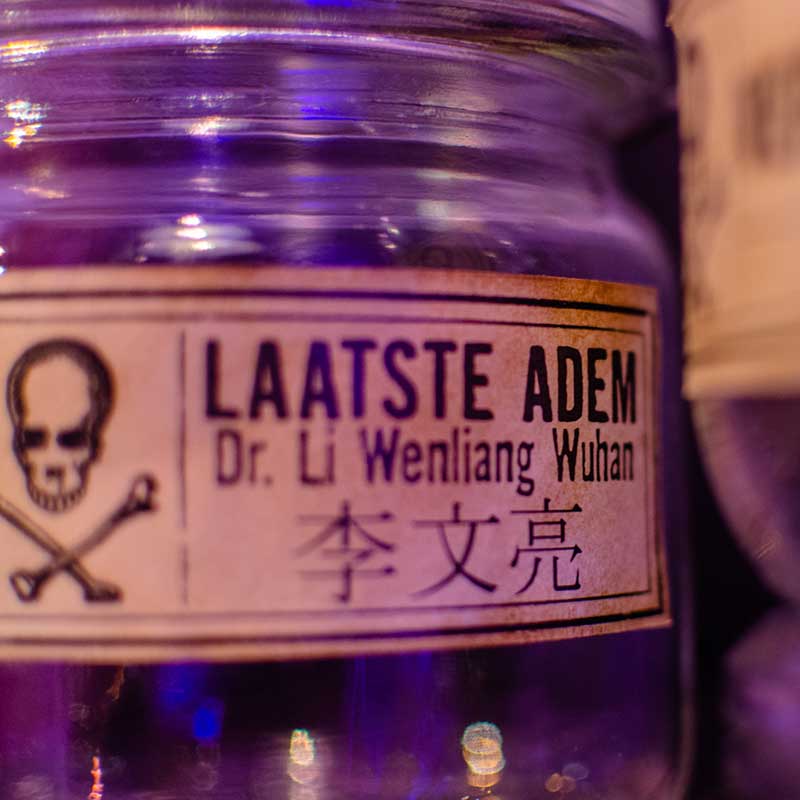 LAATSTE ADEM
Dr. Li Wenliang Wuhan
李文亮